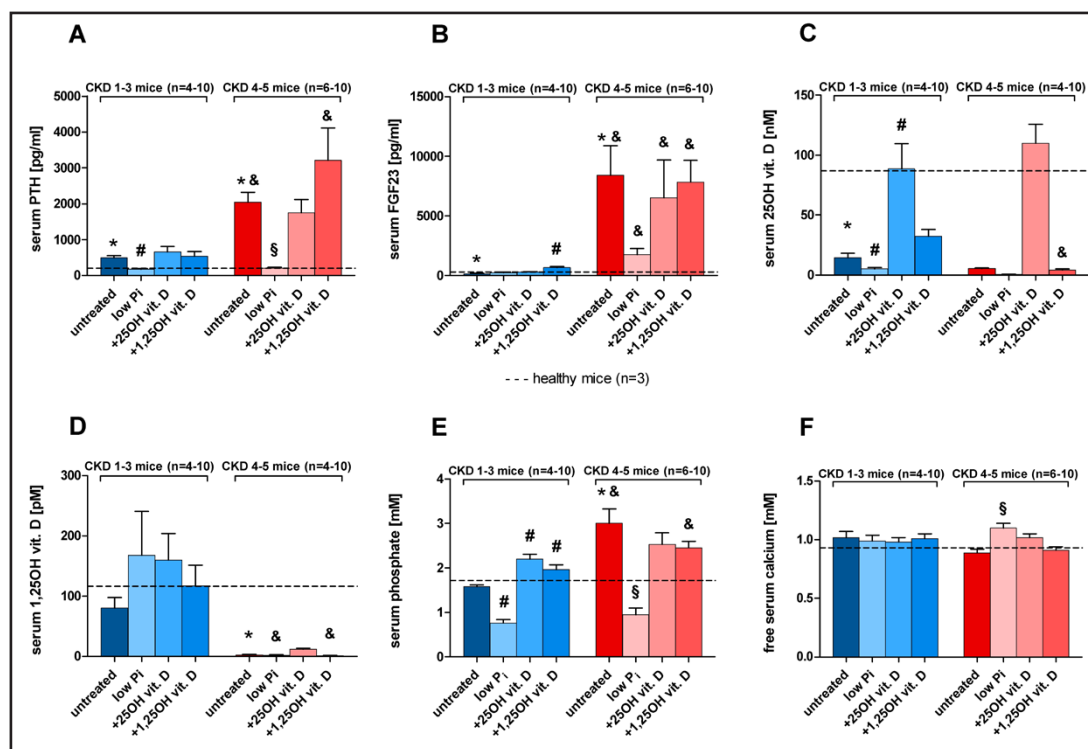 A
CKD 1-3 mice (n=4-10) CKD 4-5 mice (n=6-10)
serum PTH [pg/ml]
5000
4000
3000
2000
1000
0
* # * & § &
untreated low Pi +25OH vit. D +1,25OH vit. D untreated low Pi +25OH vit. D +1,25OH vit. D
B
CKD 1-3 mice (n=4-10) CKD 4-5 mice (n=6-10)
serum FGF23 [pg/ml]
15000
10000
5000
0
* # * & & & &
untreated low Pi +25OH vit. D +1,25OH vit. D untreated low Pi +25OH vit. D +1,25OH vit. D
--- healthy mice (n=3)
C
CKD 1-3 mice (n=4-10) CKD 4-5 mice (n=4-10)
serum 25OH vit. D [nM]
150
100
50
0
* # # &
untreated low Pi +25OH vit. D +1,25OH vit. D untreated low Pi +25OH vit. D +1,25OH vit. D
D
CKD 1-3 mice (n=4-10) CKD 4-5 mice (n=4-10)
serum 1,25OH vit. D [pM]
300
200
100
0
* & &
untreated low Pi +25OH vit. D +1,25OH vit. D untreated low Pi +25OH vit. D +1,25OH vit. D
E
CKD 1-3 mice (n=4-10) CKD 4-5 mice (n=6-10)
serum phosphate [mM]
4
3
2
1
0
# # # * & § &
untreated low Pi +25OH vit. D +1,25OH vit. D untreated low Pi +25OH vit. D +1,25OH vit. D
F
CKD 1-3 mice (n=4-10) CKD 4-5 mice (n=6-10)
free serum calcium [mM]
1.5
1.0
0.5
0.0
§
untreated low Pi +25OH vit. D +1,25OH vit. D untreated low Pi +25OH vit. D +1,25OH vit. D